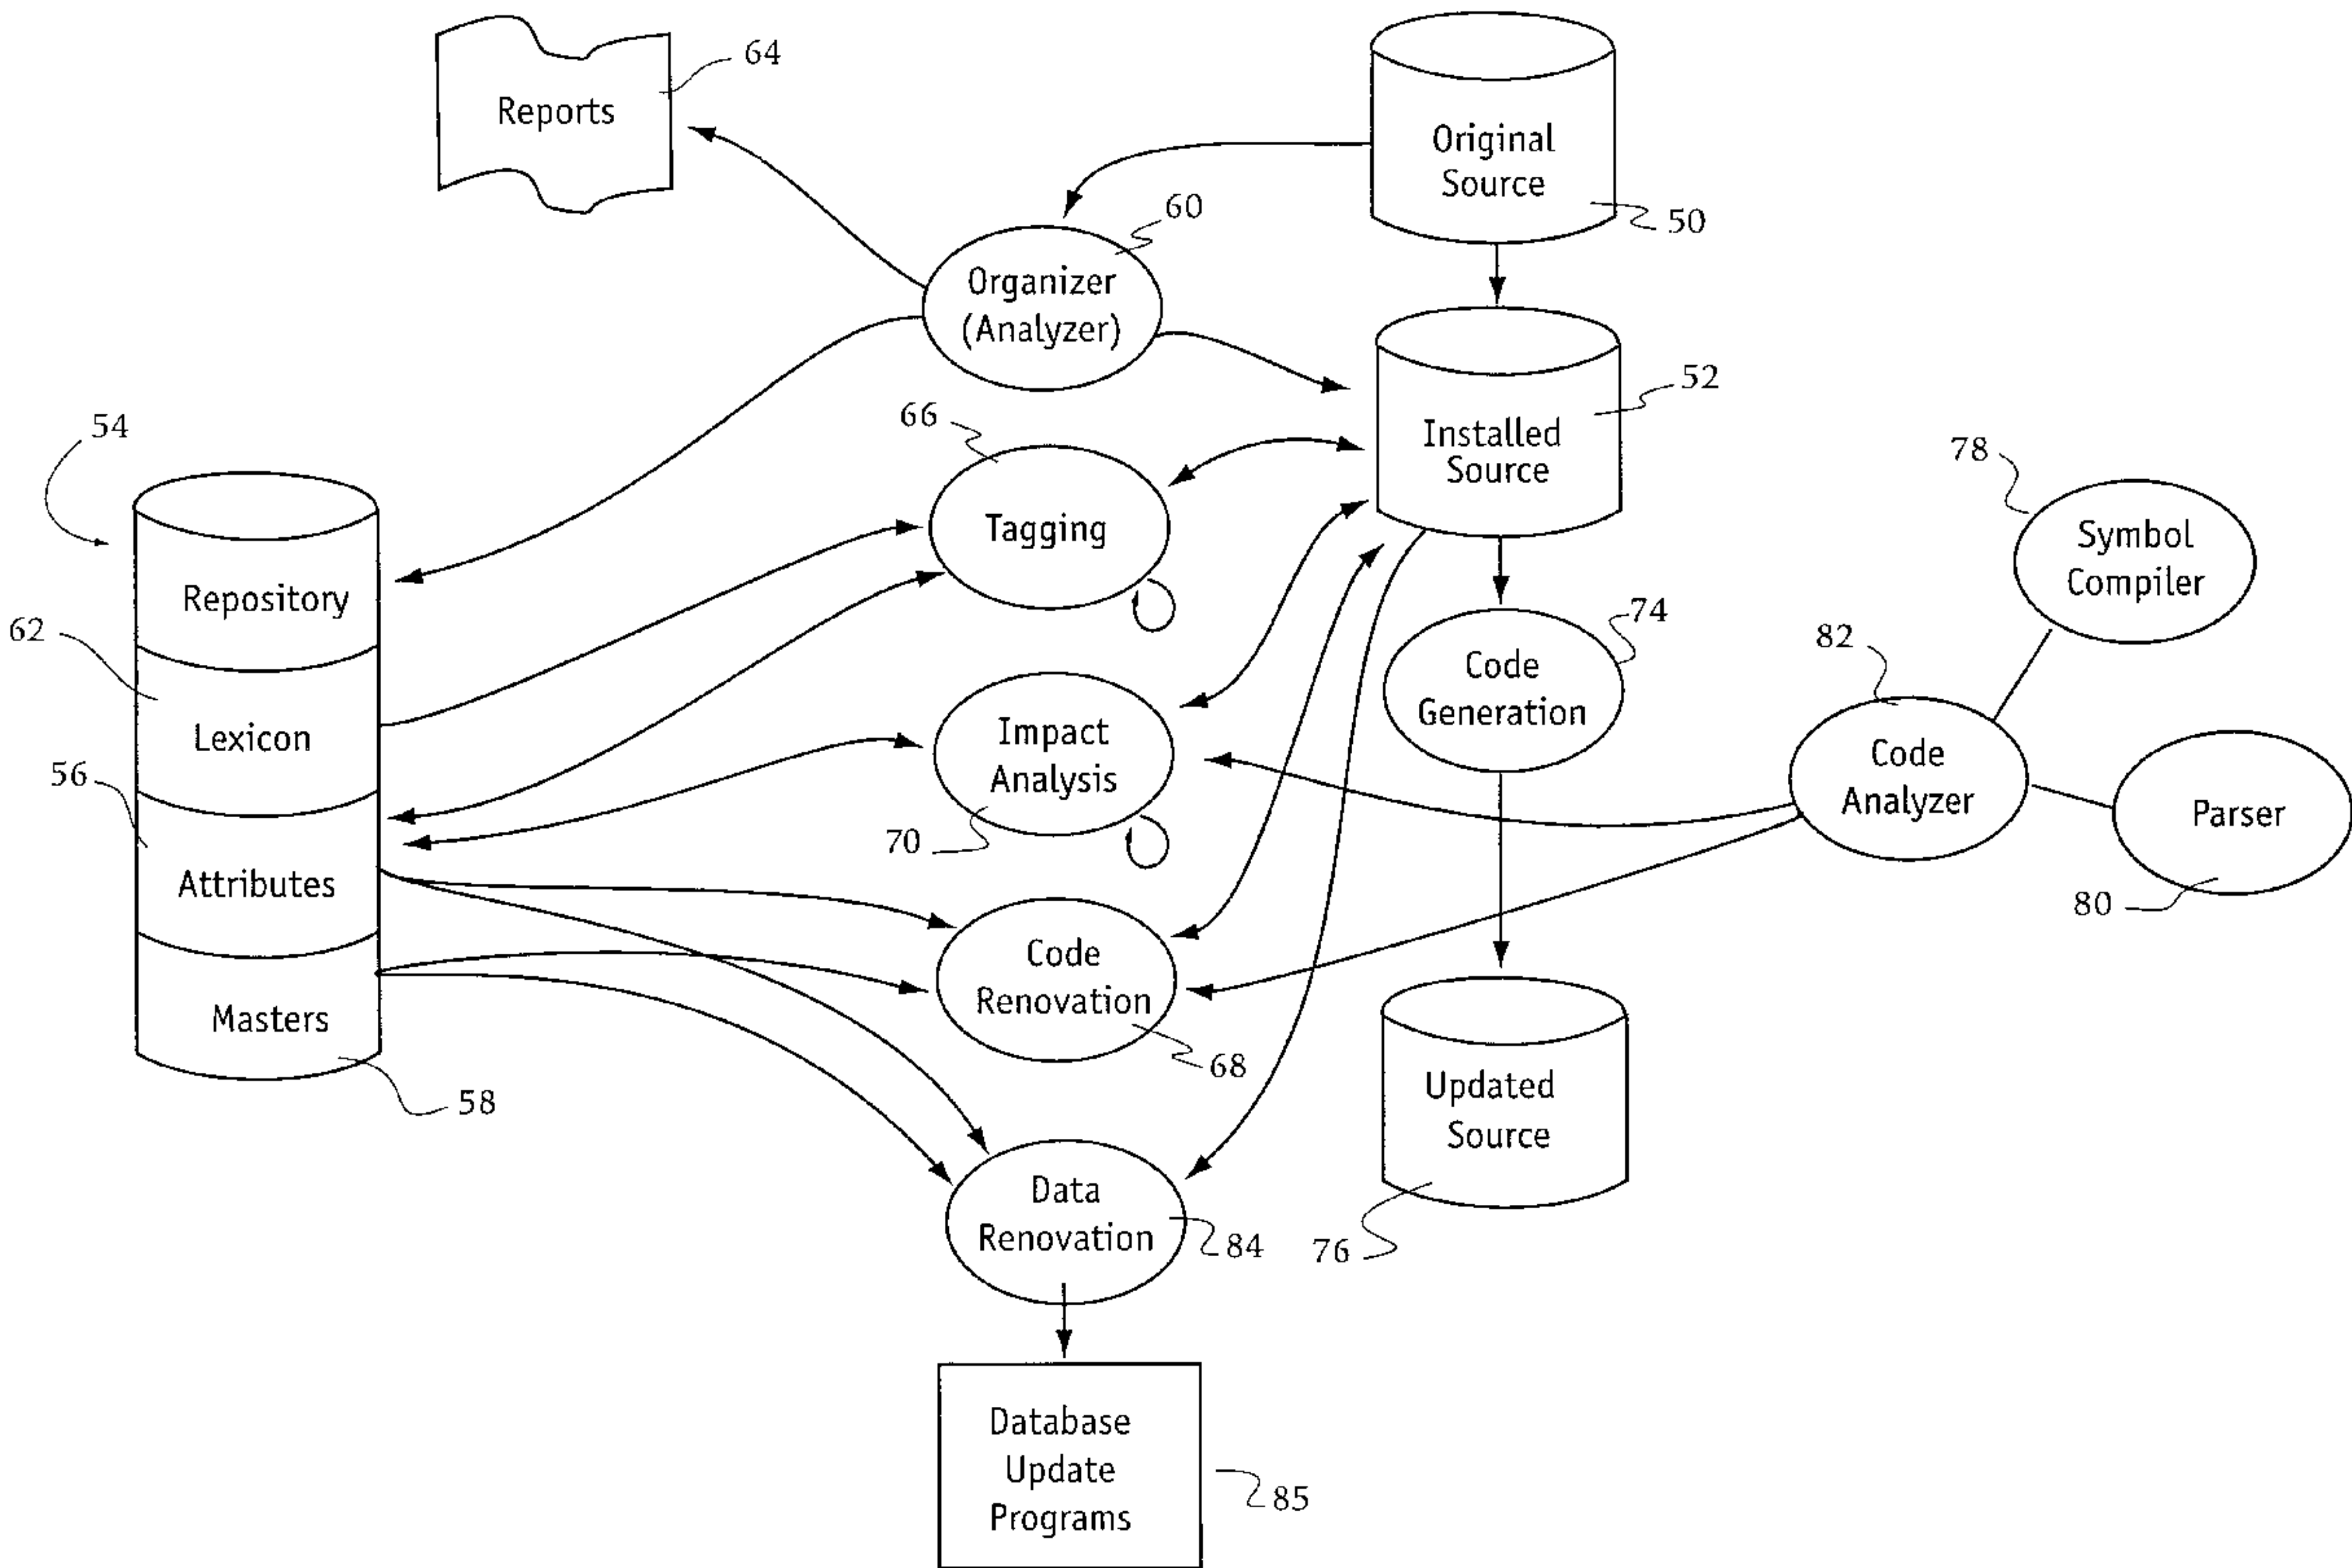 Reports
64
Original
Source
50
60
Organizer
(Analyzer)
52
Installed
Source
54
66
Tagging
78
Symbol
Compiler
Repository
62
Lexicon
56
Attributes
Masters
58
Impact
Analysis
70
74
Code
Generation
82
Code
Analyzer
Parser
80
Code
Renovation
68
Updated
Source
76
Data
Renovation
84
Database
Update
Programs
85